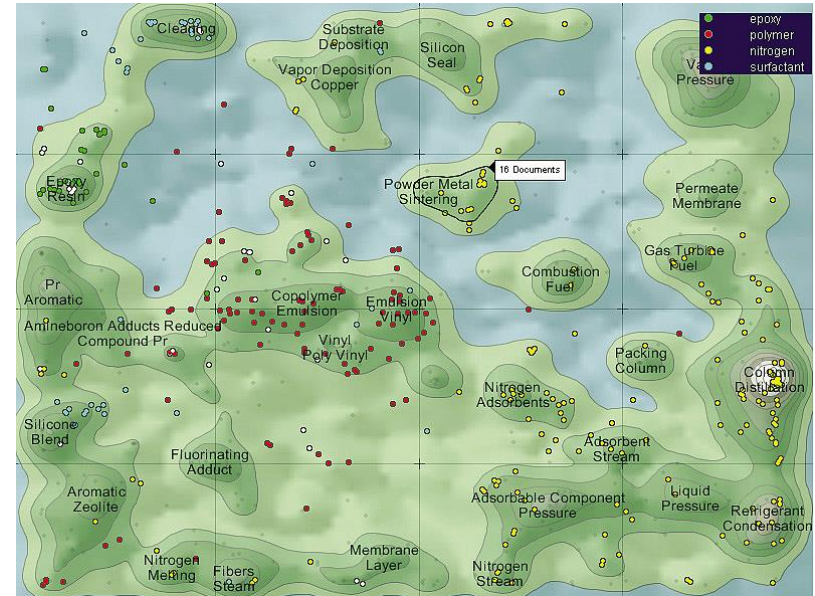 Cleaning
Substrate
Deposition
Silicon
Seal
Vapor Deposition
Copper
Pressure
epoxy
polymer
nitrogen
surfactant
16 Documents
Epoxy
Resin
Powder Metal
Sintering
Permeate
Membrane
Gas Turbine
Fuel
Combustion
Fuel
Pr
Aromatic
Copolymer
Emulsion
Emulsion
Vinyl
Amineboron Adducts Reduced
Compound Pr
Vinyl
Poly Vinyl
Packing
Column
Column
Distillation
Nitrogen
Adsorbents
Silicone
Blend
Adsorbent
Stream
Fluorinating
Adduct
Aromatic
Zeolite
Adsorbable Component
Pressure
Liquid
Pressure
Refrigerant
Condensation
Nitrogen
Melting
Fibers
Steam
Membrane
Layer
Nitrogen
Stream